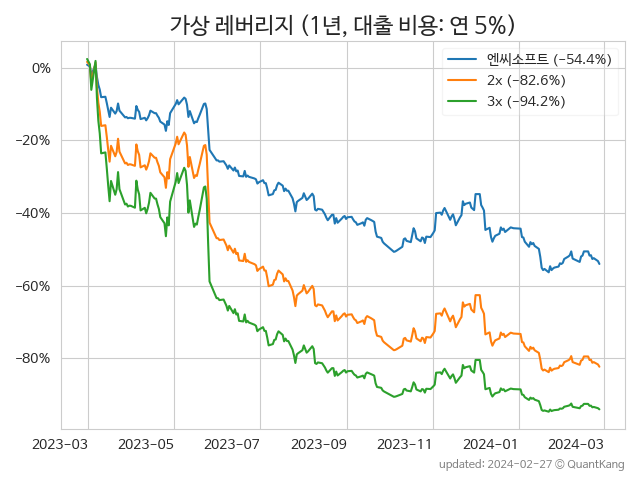 가상 레버리지 (1년, 대출 비용: 연 5%)
엔씨소프트 (−54.4%)
2x (−82.6%)
3x (−94.2%)
0%
−20%
−40%
−60%
−80%
2023-03 2023-05 2023-07 2023-09 2023-11 2024-01 2024-03
updated: 2024-02-27 © QuantKang